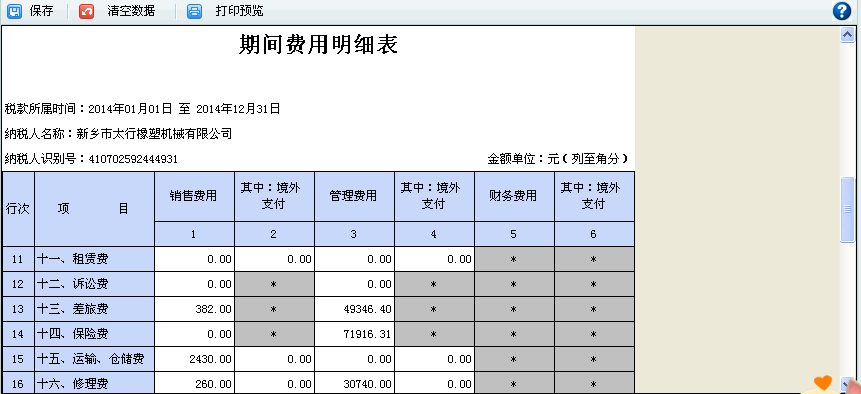 保存 清空数据 打印预览 ?
期间费用明细表
税款所属时间：2014年01月01日 至 2014年12月31日
纳税人名称：新乡市太行橡塑机械有限公司
纳税人识别号：410702592444931 金额单位：元（列至角分）
行次 项 目 销售费用 其中：境外支付 管理费用 其中：境外支付 财务费用 其中：境外支付
1 2 3 4 5 6
11 十一、租赁费 0.00 0.00 0.00 0.00 * *
12 十二、诉讼费 0.00 * 0.00 * * *
13 十三、差旅费 382.00 * 49346.40 * * *
14 十四、保险费 0.00 * 71916.31 * * *
15 十五、运输、仓储费 2430.00 0.00 0.00 0.00 * *
16 十六、修理费 260.00 0.00 30740.00 0.00 * *